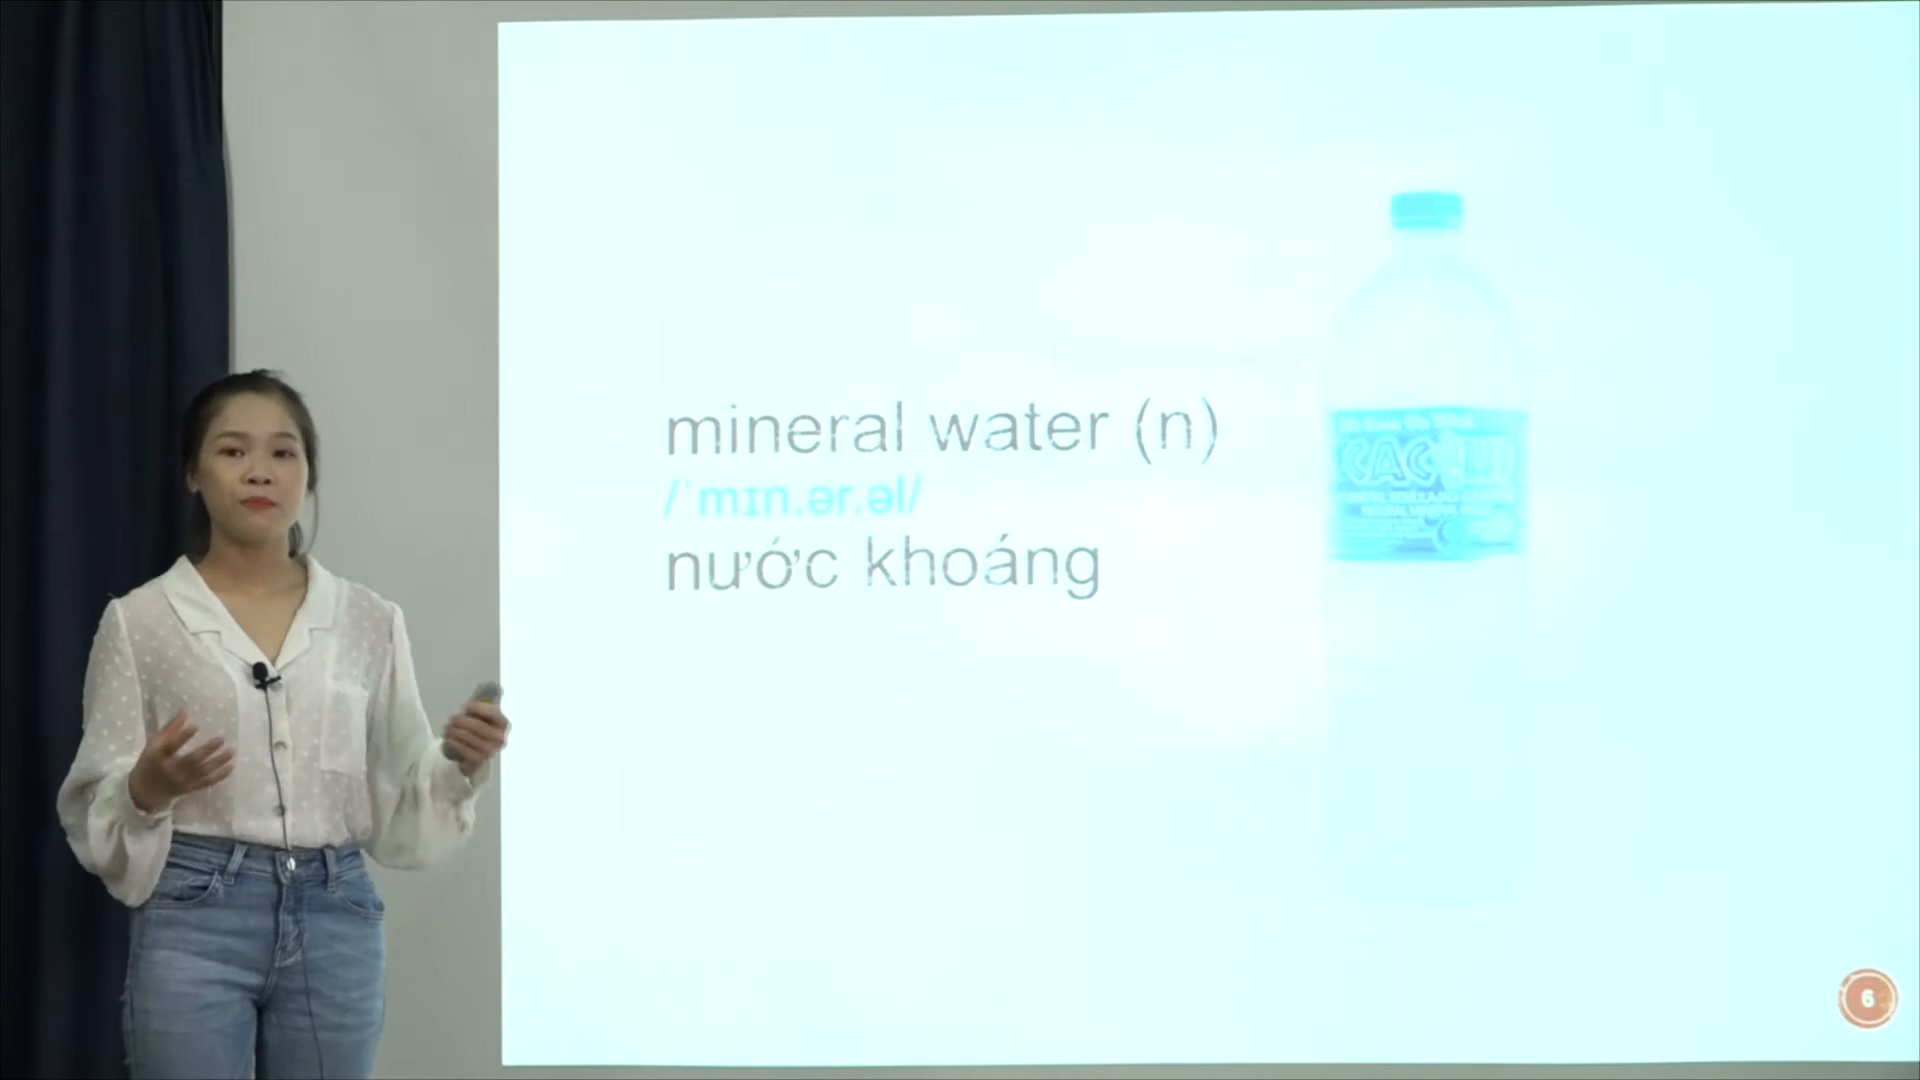 mineral water (n)
/ˈmɪn.ər.əl/
nước khoáng
6